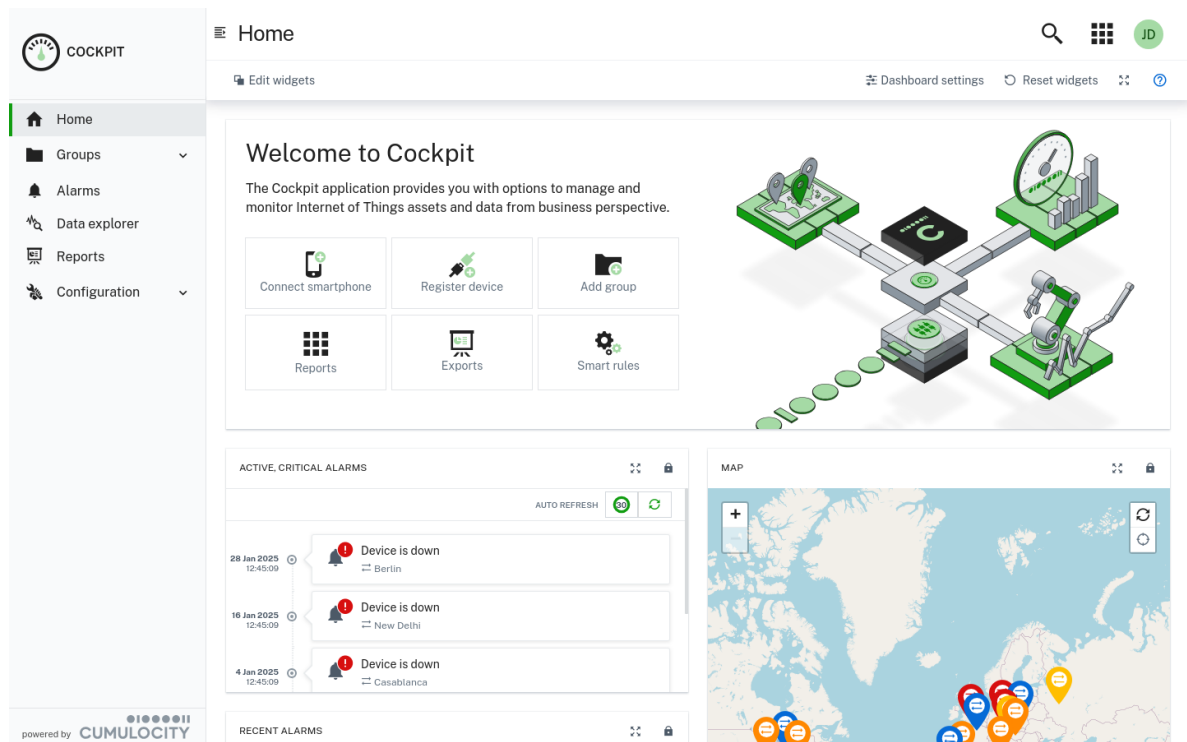 COCKPIT
Home
JD
Edit widgets
Dashboard settings
Reset widgets
Home
Groups
Alarms
Data explorer
Reports
Configuration
Welcome to Cockpit
The Cockpit application provides you with options to manage and
monitor Internet of Things assets and data from business perspective.
Connect smartphone
Register device
Add group
Reports
Exports
Smart rules
ACTIVE, CRITICAL ALARMS
AUTO REFRESH
30
28 Jan 2025
12:45:09
Device is down
Berlin
16 Jan 2025
12:45:09
Device is down
New Delhi
4 Jan 2025
12:45:09
Device is down
Casablanca
RECENT ALARMS
MAP
powered by CUMULOCITY